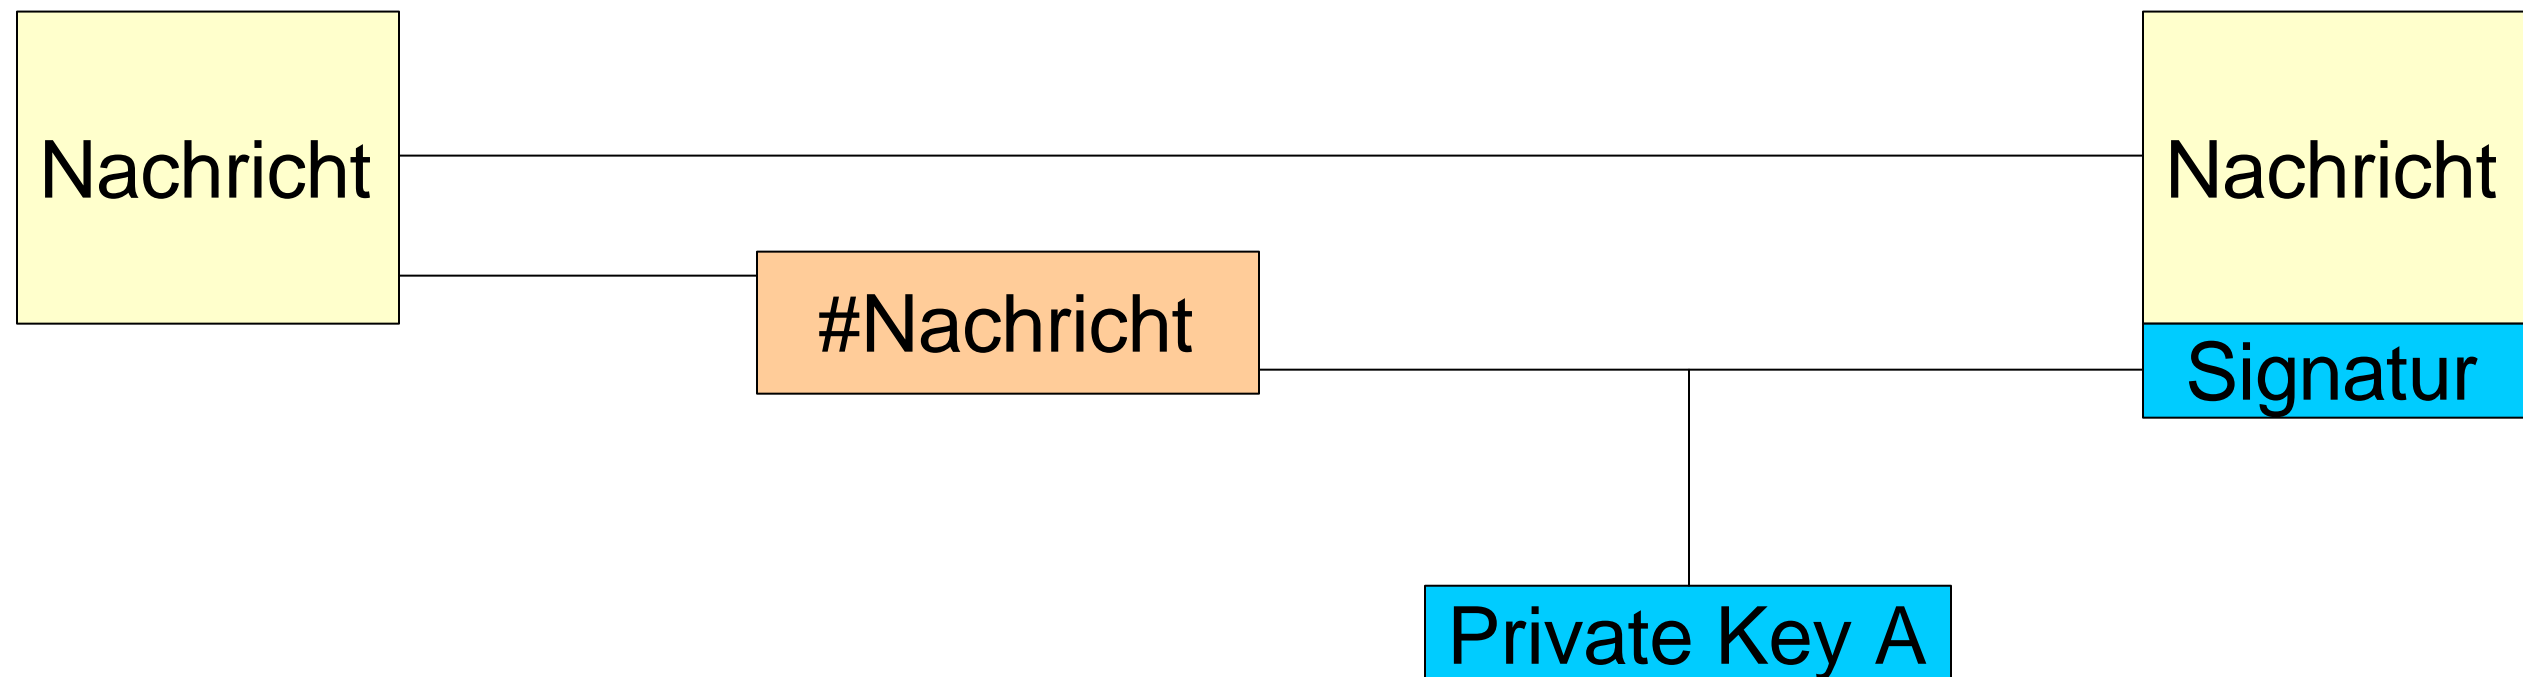 Nachricht
Nachricht
#Nachricht
Signatur
Private Key A